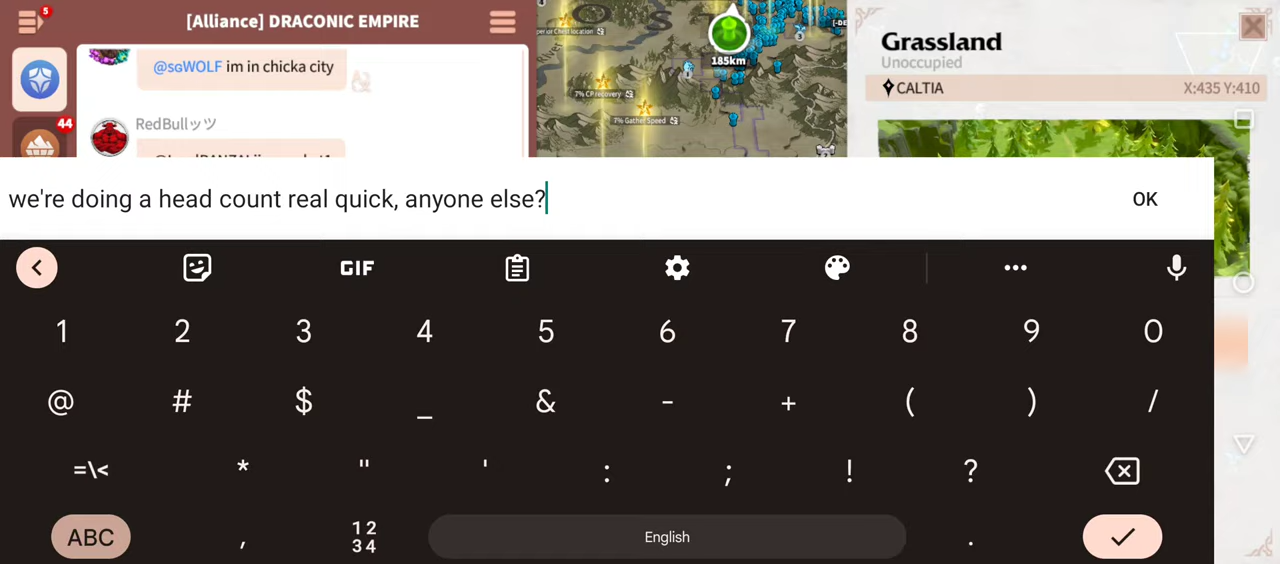 5
[Alliance] DRACONIC EMPIRE
@sGWOLF im in chicka city
44
RedBullッツ
185km
7% CP recovery
7% Gather Speed
Grassland
Unoccupied
CALTIA X:435 Y:410
we're doing a head count real quick, anyone else?
OK
GIF
1 2 3 4 5 6 7 8 9 0
@ # $ _ & - + ( ) /
=\< * " ' : ; ! ?
ABC , 12 34 English .